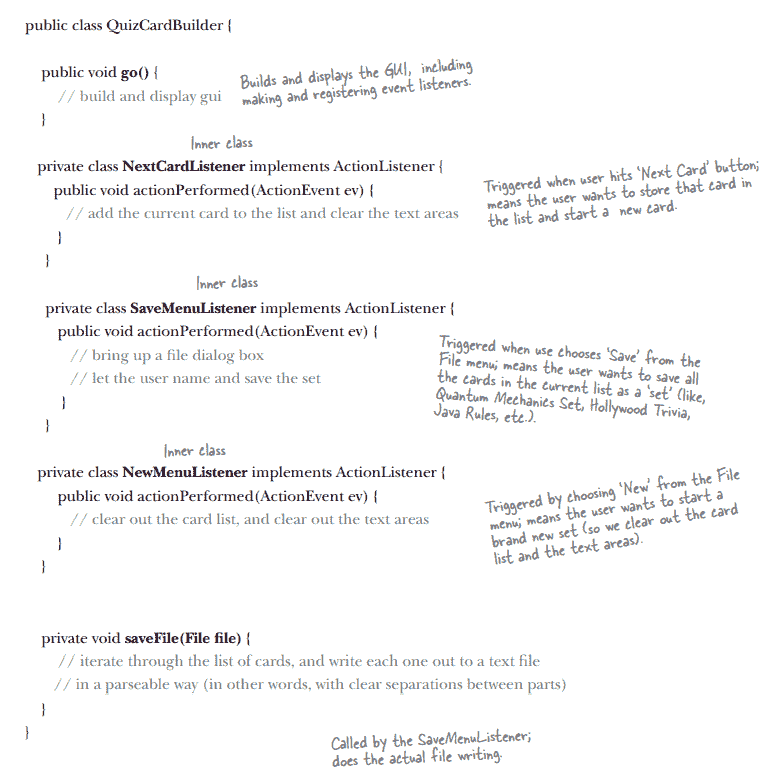 public class QuizCardBuilder {
public void go() {
// build and display gui
}
Builds and displays the GUI, including
making and registering event listeners.
Inner class
private class NextCardListener implements ActionListener {
public void actionPerformed(ActionEvent ev) {
// add the current card to the list and clear the text areas
}
}
Triggered when user hits 'Next Card' button;
means the user wants to store that card in
the list and start a new card.
Inner class
private class SaveMenuListener implements ActionListener {
public void actionPerformed(ActionEvent ev) {
// bring up a file dialog box
// let the user name and save the set
}
}
Triggered when use chooses 'Save' from the
File menu; means the user wants to save all
the cards in the current list as a 'set' (like,
Quantum Mechanics Set, Hollywood Trivia,
Java Rules, etc.).
Inner class
private class NewMenuListener implements ActionListener {
public void actionPerformed(ActionEvent ev) {
// clear out the card list, and clear out the text areas
}
}
Triggered by choosing 'New' from the File
menu; means the user wants to start a
brand new set (so we clear out the card
list and the text areas).
private void saveFile(File file) {
// iterate through the list of cards, and write each one out to a text file
// in a parseable way (in other words, with clear separations between parts)
}
}
Called by the SaveMenuListener;
does the actual file writing.